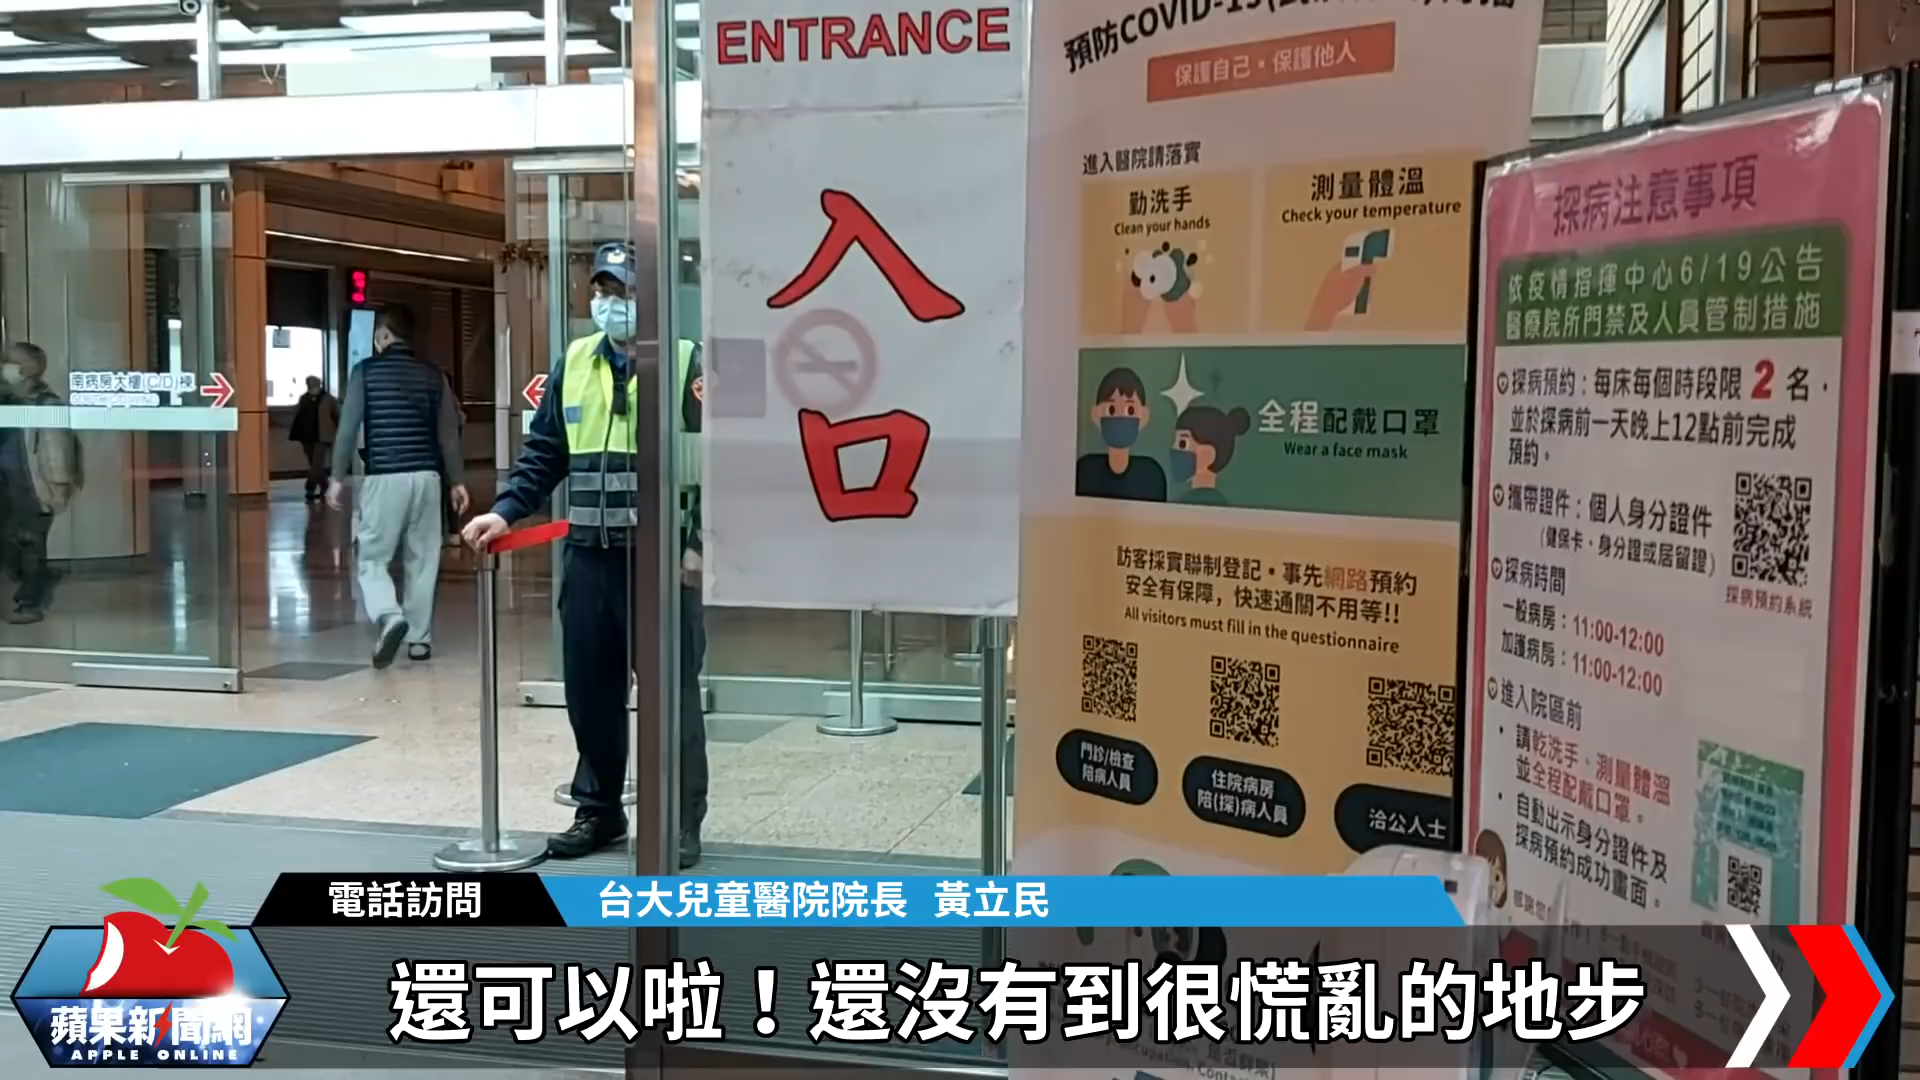 ENTRANCE
入
口
南病房大樓(C/D)棟
預防COVID-19
保護自己。保護他人
進入醫院請落實
勤洗手
Clean your hands
測量體溫
Check your temperature
全程配戴口罩
Wear a face mask
訪客採實聯制登記。事先網路預約
安全有保障，快速通關不用等!!
All visitors must fill in the questionnaire
門診/檢查
陪病人員
住院病房
陪(探)病人員
洽公人士
探病注意事項
依疫情指揮中心6/19公告
醫療院所門禁及人員管制措施
探病預約：每床每個時段限 2 名，
並於探病前一天晚上12點前完成
預約。
攜帶證件：個人身分證件
(健保卡、身分證或居留證)
探病預約系統
探病時間
一般病房：11:00-12:00
加護病房：11:00-12:00
進入院區前
• 請乾洗手、測量體溫
並全程配戴口罩。
• 自動出示身分證件及
探病預約成功畫面。
電話訪問
台大兒童醫院院長 黃立民
還可以啦！還沒有到很慌亂的地步
蘋果新聞網
APPLE ONLINE